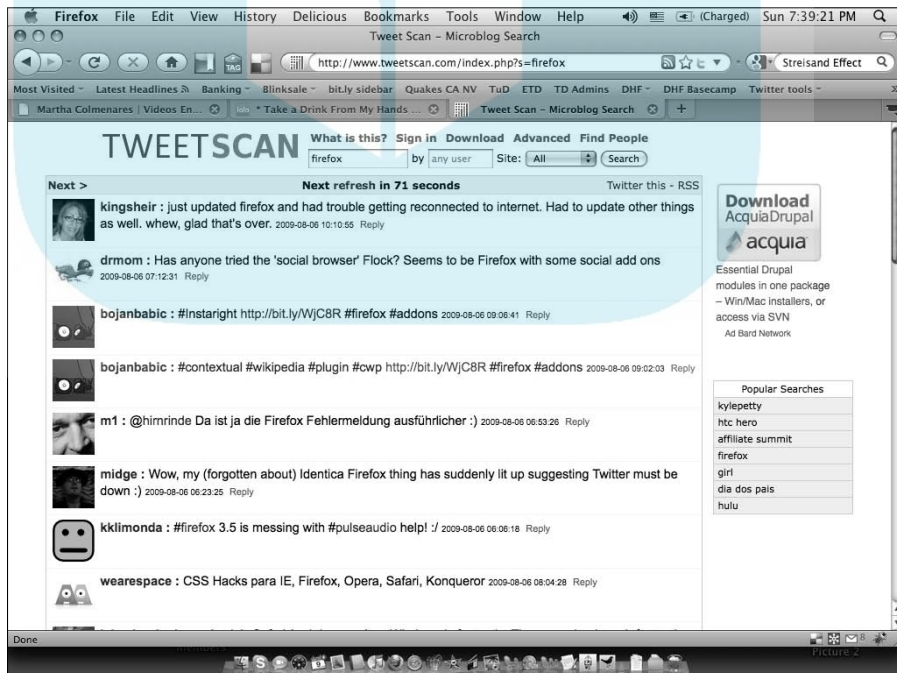 Firefox File Edit View History Delicious Bookmarks Tools Window Help (Charged) Sun 7:39:21 PM
Tweet Scan – Microblog Search
TAG http://www.tweetscan.com/index.php?s=firefox Streisand Effect
Most Visited Latest Headlines Banking Blinksale bit.ly sidebar Quakes CA NV TuD ETD TD Admins DHF DHF Basecamp Twitter tools
Martha Colmenares | Videos En... * Take a Drink From My Hands ... Tweet Scan – Microblog Search
TWEETSCAN
What is this? Sign in Download Advanced Find People
firefox by any user Site: All Search
Next > Next refresh in 71 seconds Twitter this - RSS
kingsheir : just updated firefox and had trouble getting reconnected to internet. Had to update other things
as well. whew, glad that's over. 2009-08-06 10:10:55 Reply
drmom : Has anyone tried the 'social browser' Flock? Seems to be Firefox with some social add ons
2009-08-06 07:12:31 Reply
bojanbabic : #Instaright http://bit.ly/WjC8R #firefox #addons 2009-08-06 09:06:41 Reply
bojanbabic : #contextual #wikipedia #plugin #cwp http://bit.ly/WjC8R #firefox #addons 2009-08-06 09:02:03 Reply
m1 : @himrinde Da ist ja die Firefox Fehlermeldung ausführlicher :) 2009-08-06 06:53:26 Reply
midge : Wow, my (forgotten about) Identica Firefox thing has suddenly lit up suggesting Twitter must be
down :) 2009-08-06 06:23:25 Reply
kklimonda : #firefox 3.5 is messing with #pulseaudio help! :/ 2009-08-06 06:06:18 Reply
wearespace : CSS Hacks para IE, Firefox, Opera, Safari, Konqueror 2009-08-06 08:04:28 Reply
Download
AcquiaDrupal
acquia
Essential Drupal
modules in one package
– Win/Mac installers, or
access via SVN
Ad Bard Network
Popular Searches
kylepetty
htc hero
affiliate summit
firefox
girl
dia dos pais
hulu
Done 8
members
Picture 2